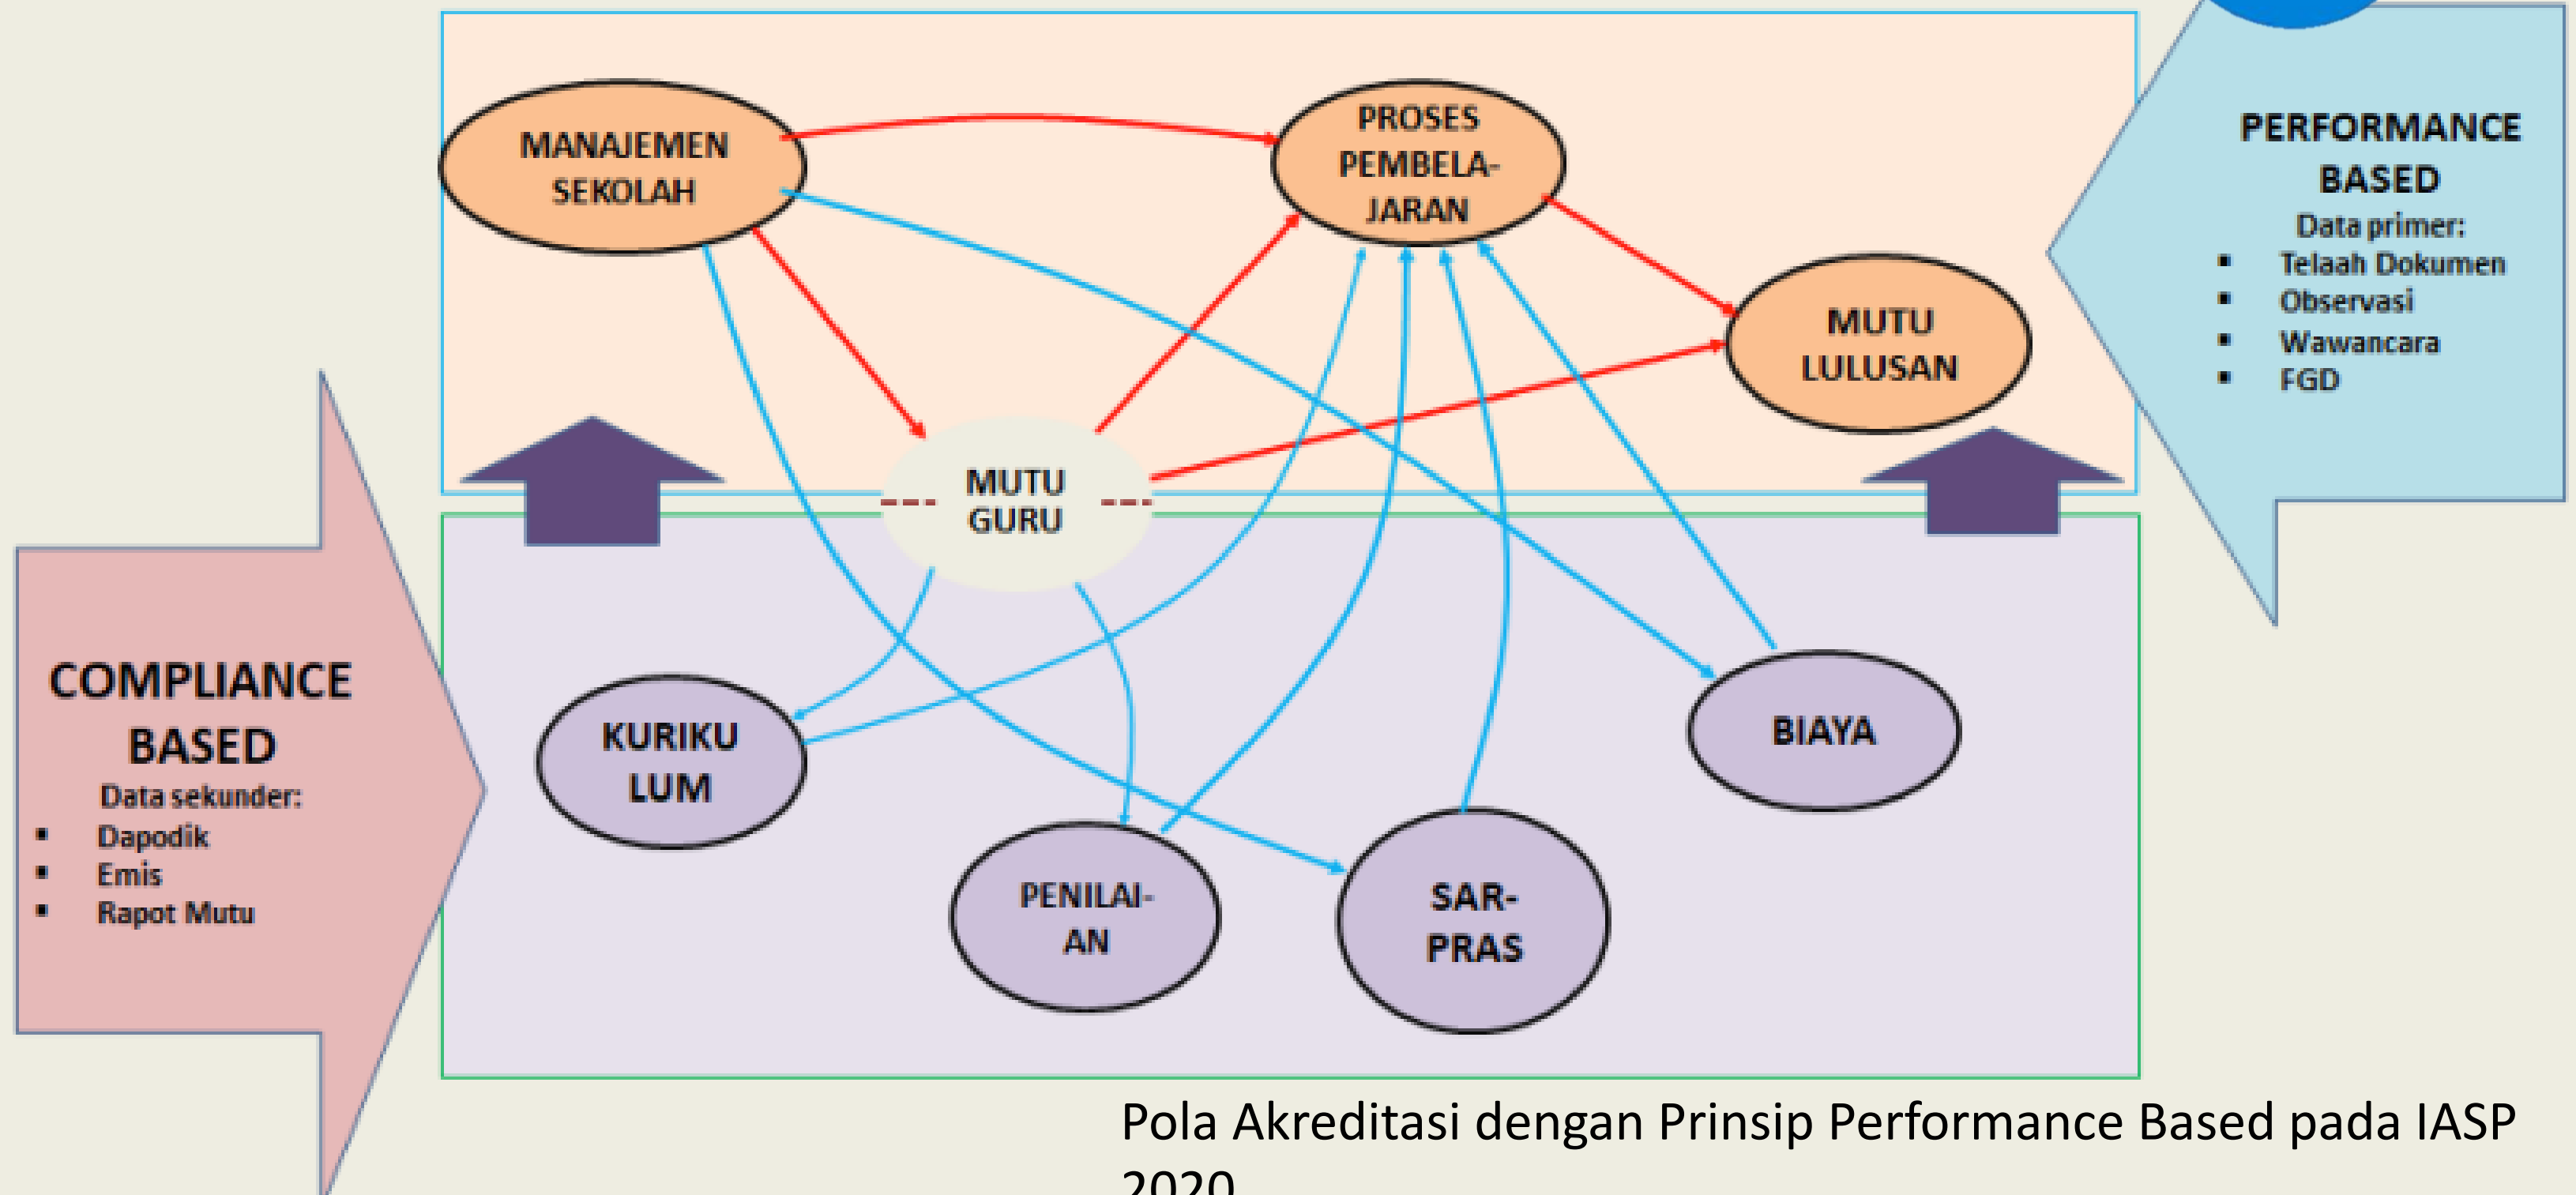 MANAJEMEN
SEKOLAH
PROSES
PEMBELA-
JARAN
MUTU
LULUSAN
MUTU
GURU
PERFORMANCE
BASED
Data primer:
▪ Telaah Dokumen
▪ Observasi
▪ Wawancara
▪ FGD
COMPLIANCE
BASED
Data sekunder:
▪ Dapodik
▪ Emis
▪ Rapot Mutu
KURIKU
LUM
PENILAI-
AN
SAR-
PRAS
BIAYA
Pola Akreditasi dengan Prinsip Performance Based pada IASP
2020